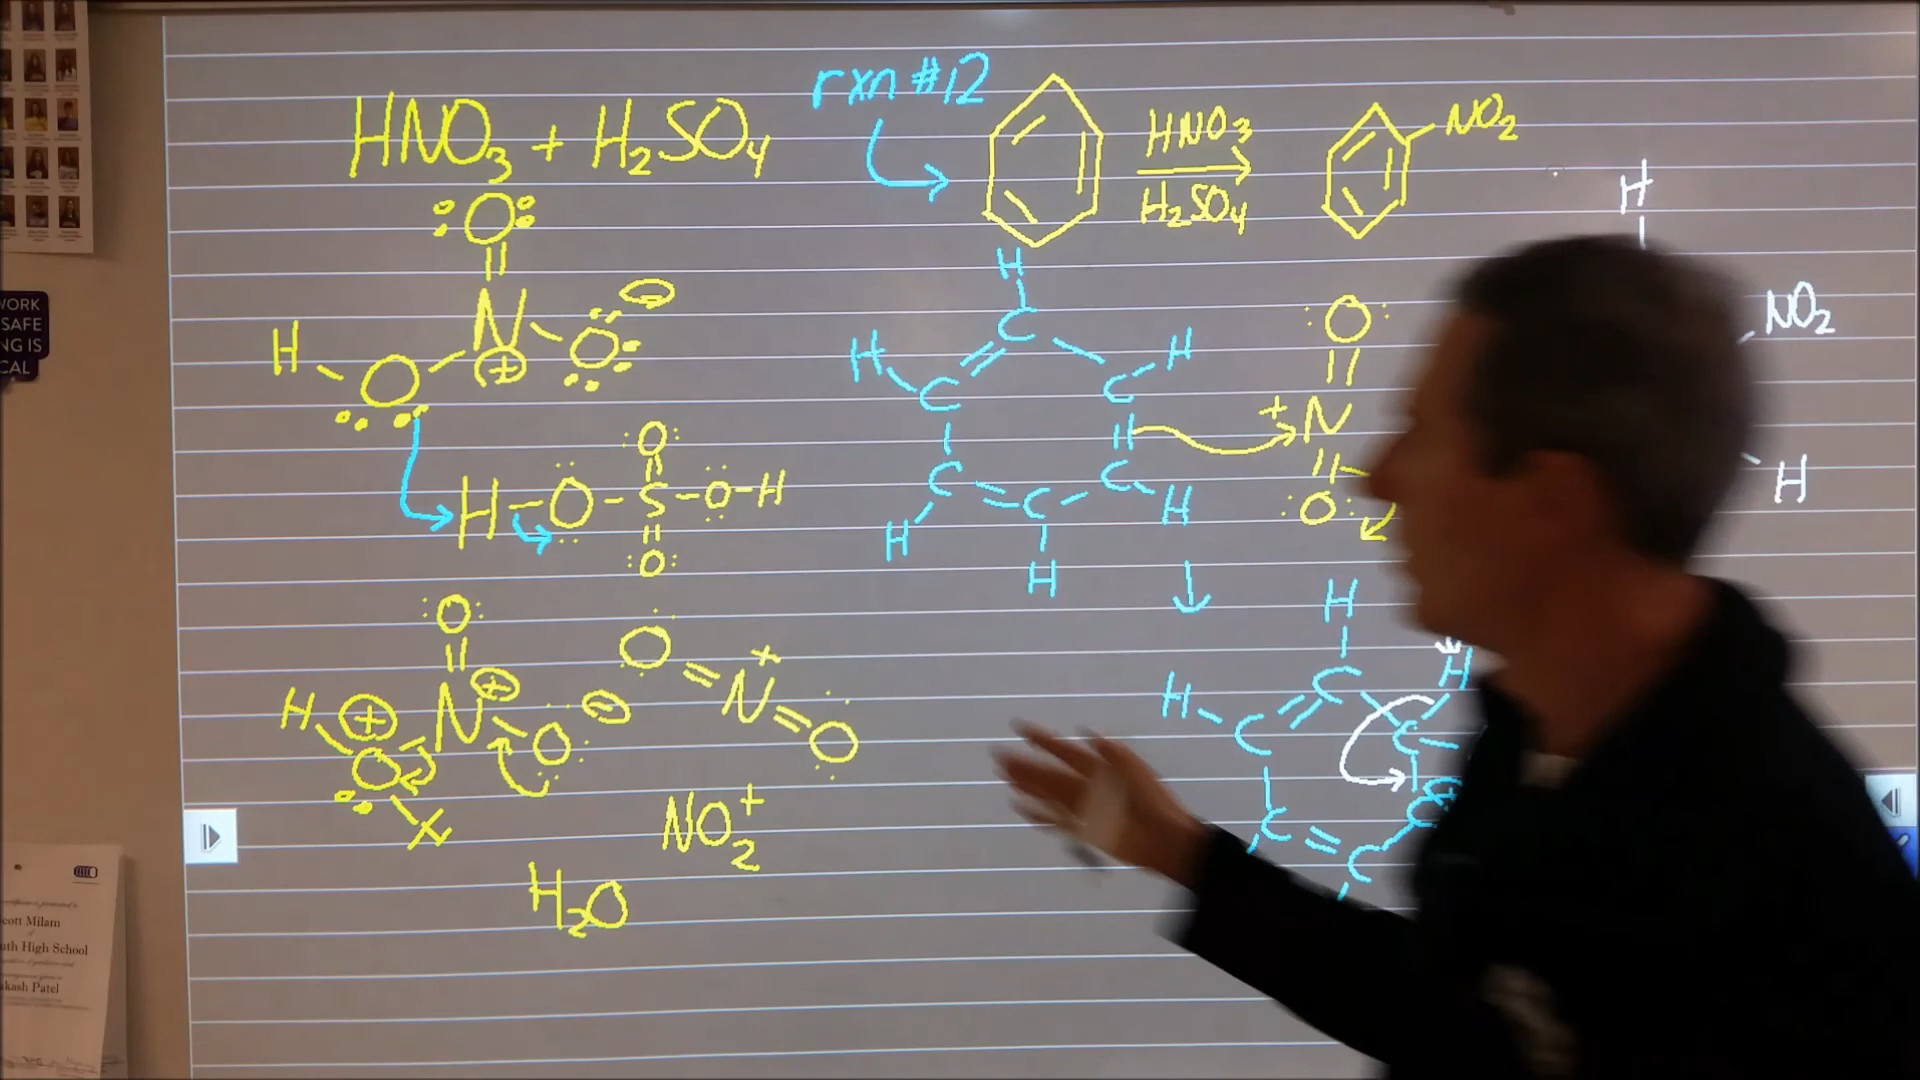 HNO3 + H2SO4
rxn #12
HNO3
H2SO4
NO2
H
O
N
H
O
O
H
H
C
H
C
C
H
C
C
C
H
H
H
O
+
N
O
NO2
H
O
H-O-S-O-H
O
O
H
N
O
O
O
N
+
O
NO2+
H2O
H
H
C
H
C
C
C
C
C
WORK
SAFE
NG IS
CAL
cott Milam
uth High School
akash Patel